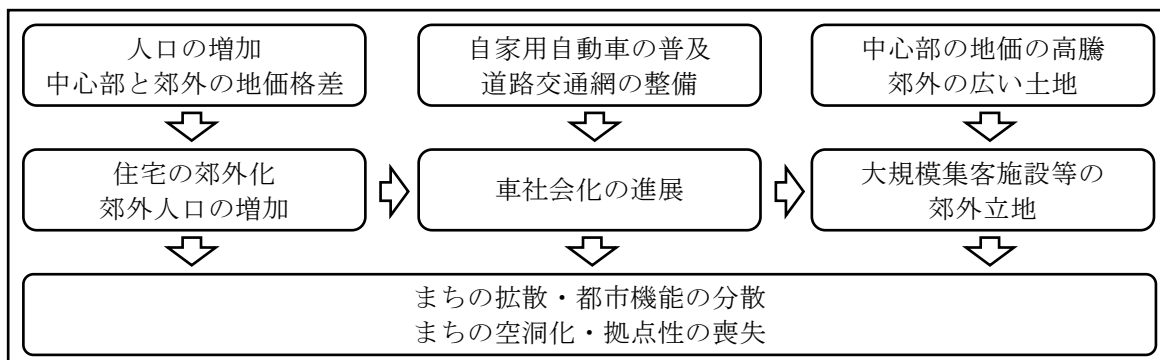 人口の増加
中心部と郊外の地価格差
自家用自動車の普及
道路交通網の整備
中心部の地価の高騰
郊外の広い土地
住宅の郊外化
郊外人口の増加
車社会化の進展
大規模集客施設等の
郊外立地
まちの拡散・都市機能の分散
まちの空洞化・拠点性の喪失